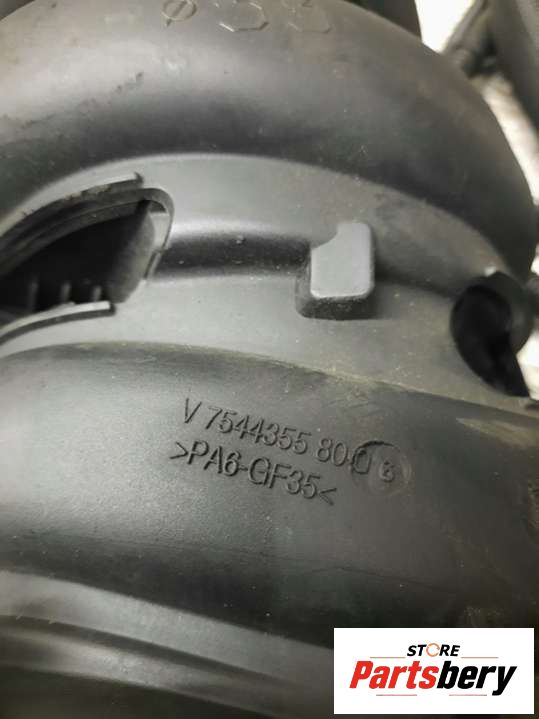 V 7544355 80
>PA6-GF35<
STORE
Partsbery